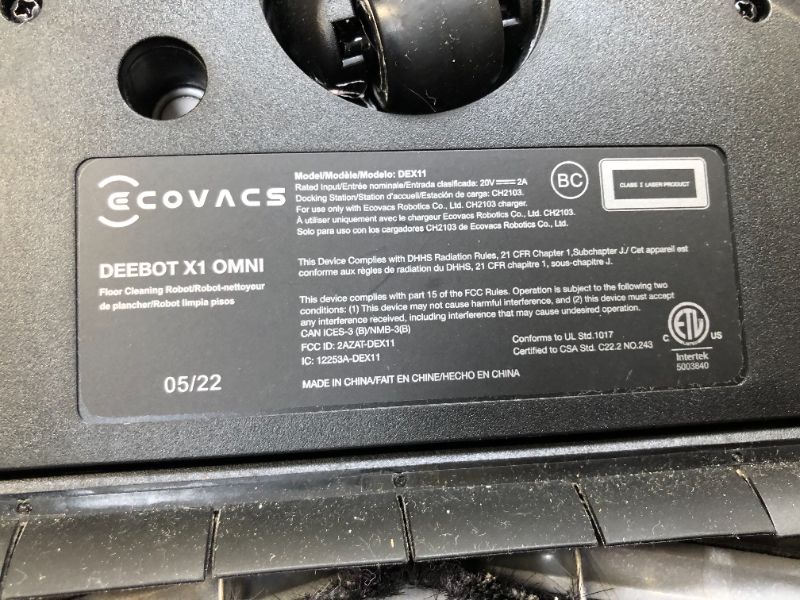 ECOVACS
DEEBOT X1 OMNI
Floor Cleaning Robot/Robot-nettoyeur
de plancher/Robot limpia pisos
05/22
Model/Modèle/Modelo: DEX11
Rated Input/Entrée nominale/Entrada clasificada: 20V⎓2A
Docking Station/Station d'accueil/Estación de carga: CH2103.
For use only with Ecovacs Robotics Co., Ltd. CH2103 charger.
À utiliser uniquement avec le chargeur Ecovacs Robotics Co., Ltd. CH2103.
Solo para uso con los cargadores CH2103 de Ecovacs Robotics Co., Ltd.
BC
CLASS I LASER PRODUCT
This Device Complies with DHHS Radiation Rules, 21 CFR Chapter 1,Subchapter J./ Cet appareil est
conforme aux règles de radiation du DHHS, 21 CFR chapitre 1, sous-chapitre J.
This device complies with part 15 of the FCC Rules. Operation is subject to the following two
conditions: (1) This device may not cause harmful interference, and (2) this device must accept
any interference received, including interference that may cause undesired operation.
CAN ICES-3 (B)/NMB-3(B)
FCC ID: 2AZAT-DEX11
IC: 12253A-DEX11
Conforms to UL Std.1017
Certified to CSA Std. C22.2 NO.243
C ETL US
Intertek
5003640
MADE IN CHINA/FAIT EN CHINE/HECHO EN CHINA